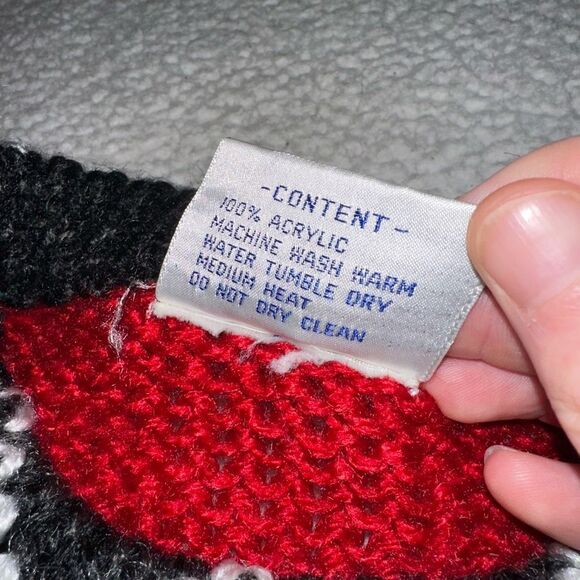 -CONTENT-
100% ACRYLIC
MACHINE WASH WARM
WATER TUMBLE DRY
MEDIUM HEAT
DO NOT DRY CLEAN